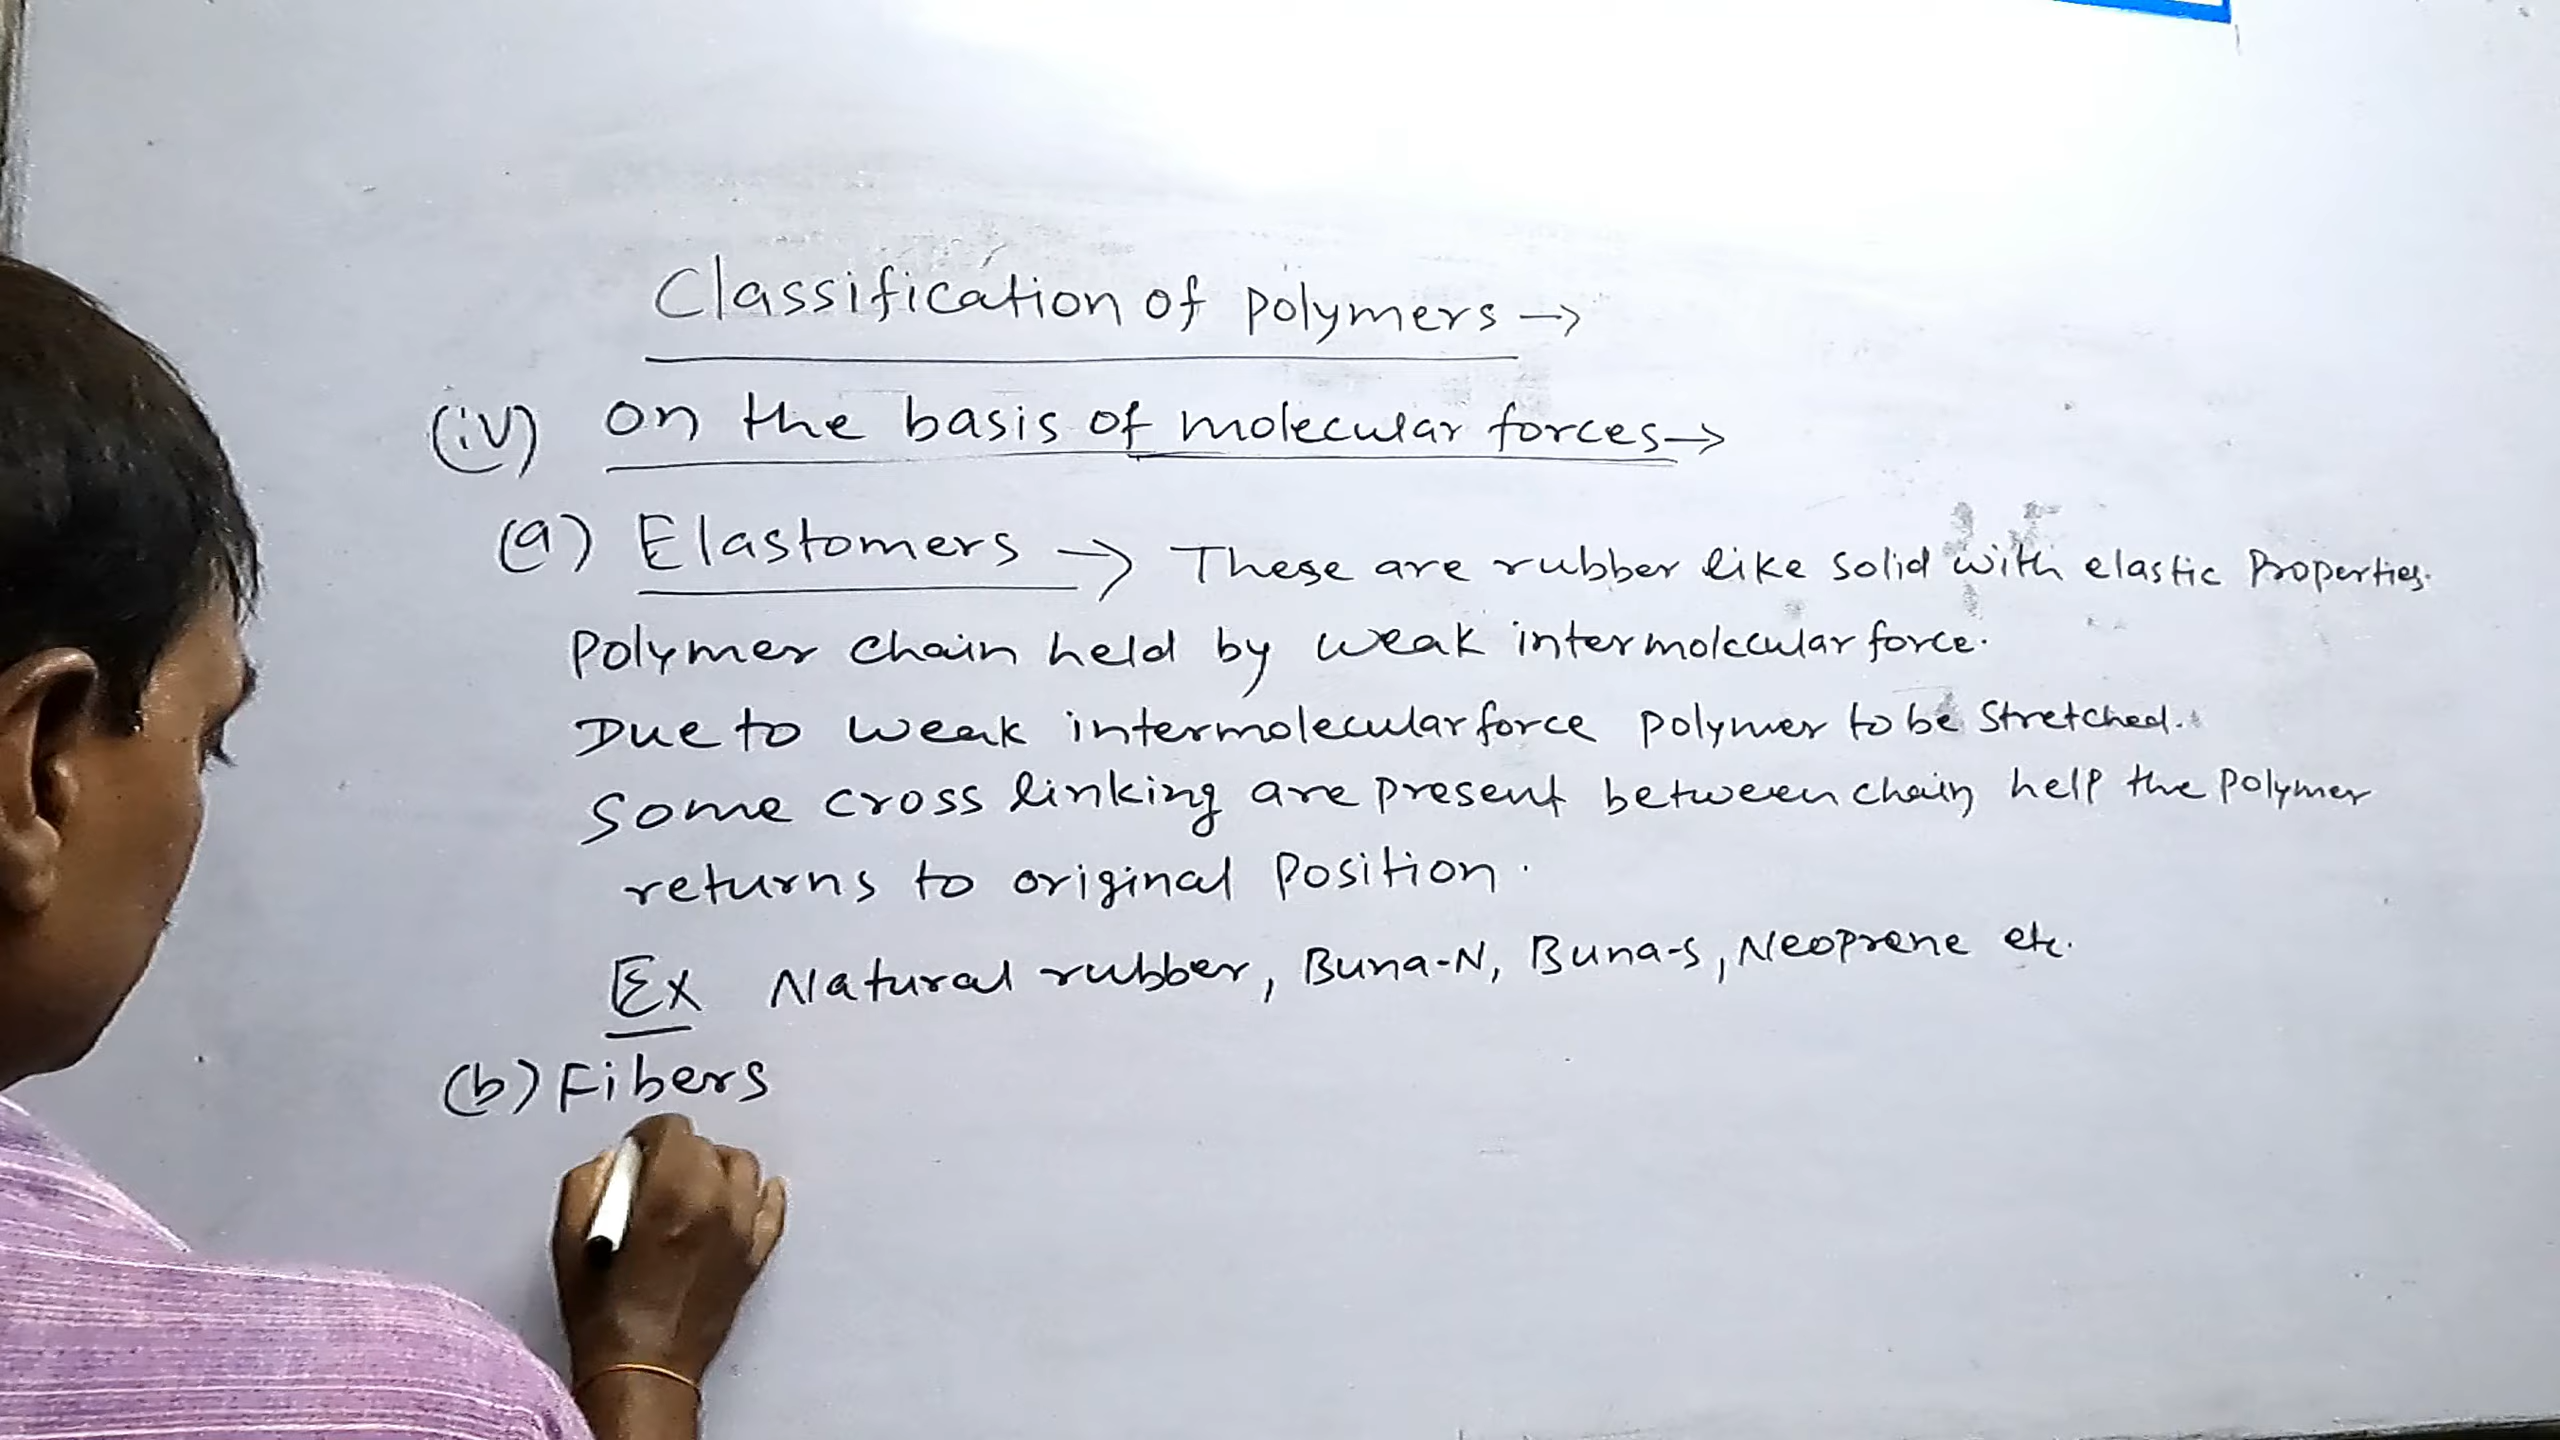 Classification of polymers →
(iv) on the basis of molecular forces →
(a) Elastomers → These are rubber like solid with elastic properties.
Polymer chain held by weak intermolecular force.
Due to weak intermolecular force polymer to be stretched.
Some cross linking are present between chain help the polymer
returns to original position.
Ex Natural rubber, Buna-N, Buna-S, Neoprene etc.
(b) Fibers